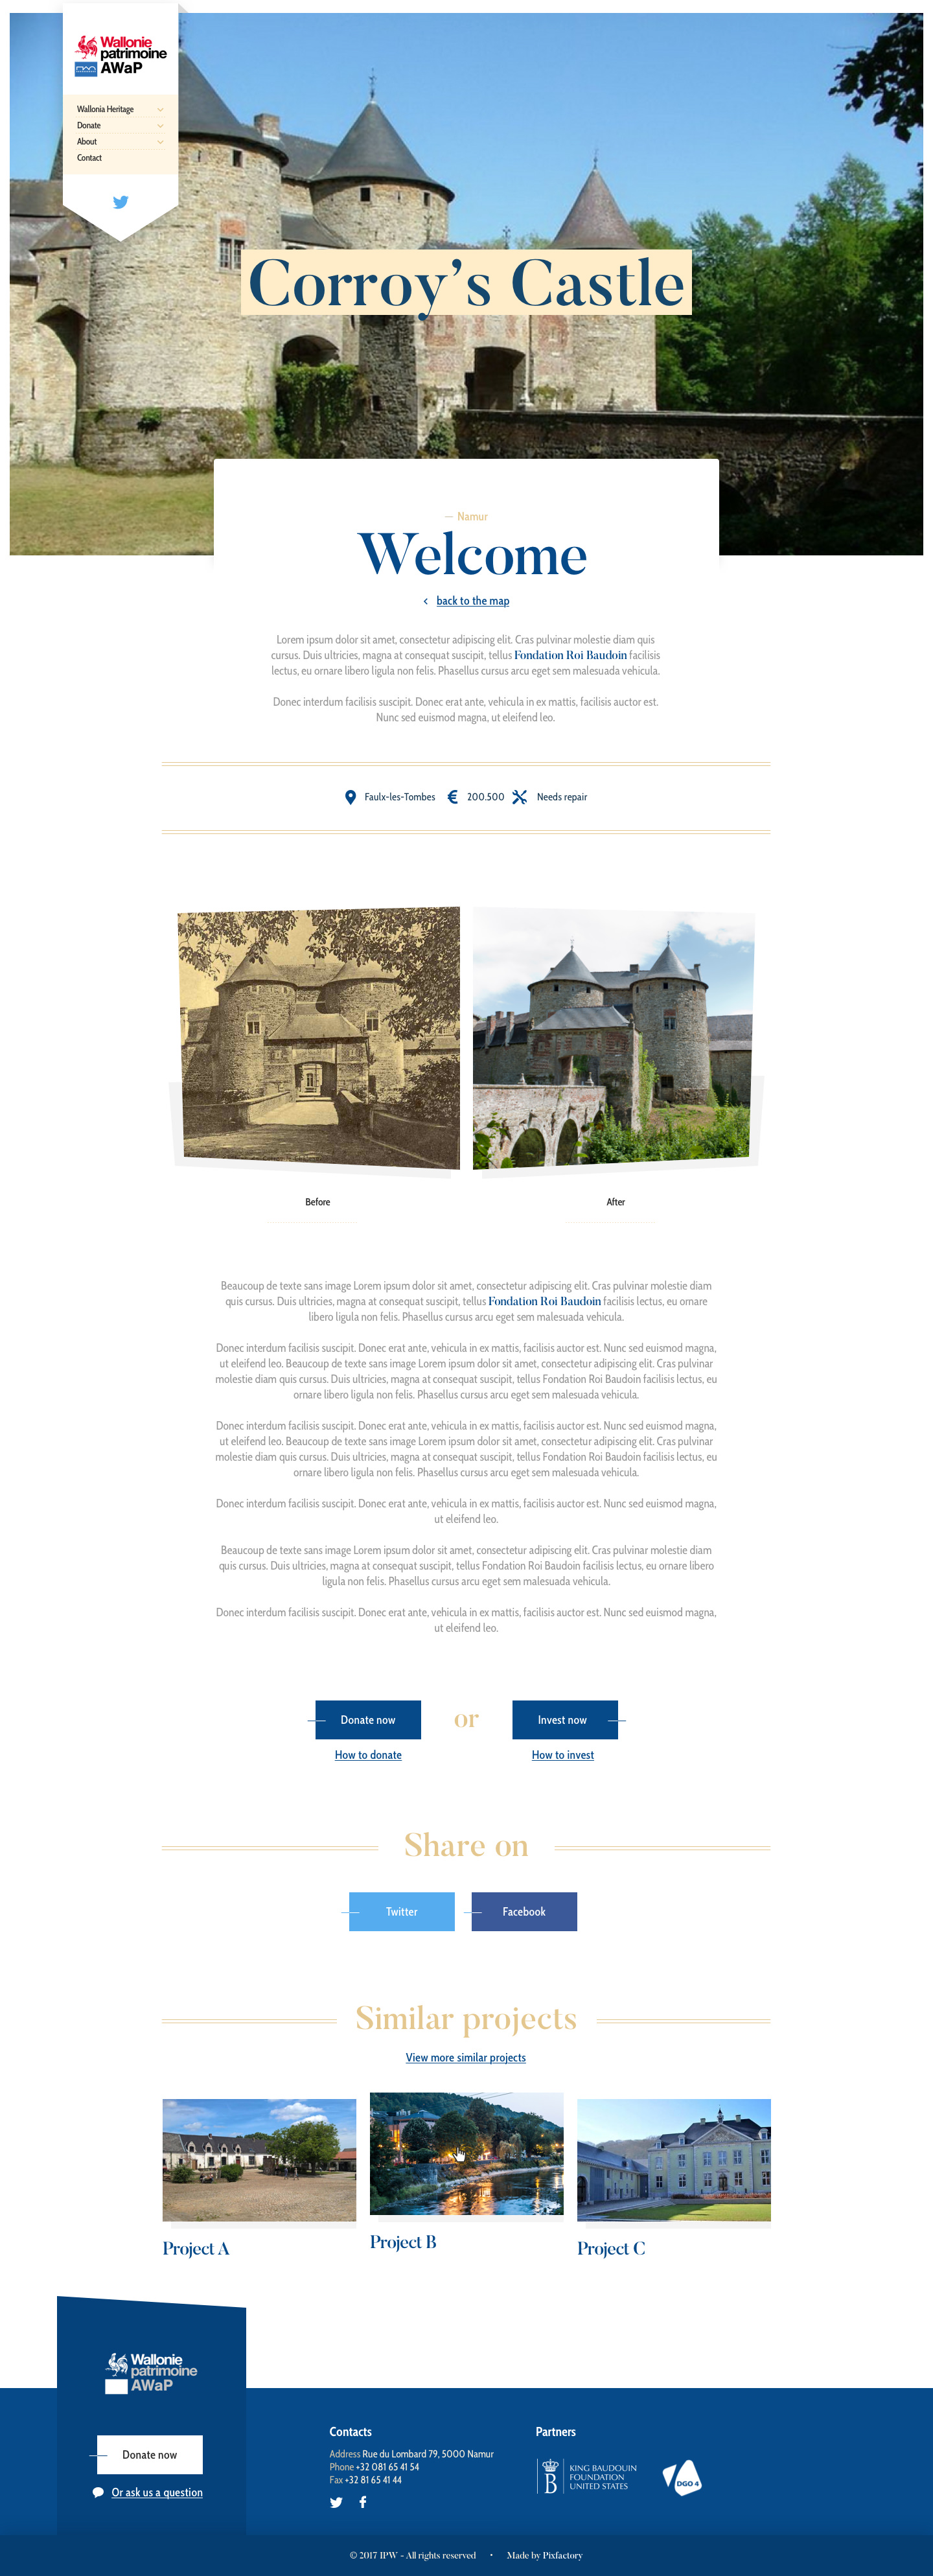 Wallonie
patrimoine
AWaP
Wallonia Heritage
Donate
About
Contact
Corroy’s Castle
— Namur
Welcome
back to the map
Lorem ipsum dolor sit amet, consectetur adipiscing elit. Cras pulvinar molestie diam quis
cursus. Duis ultricies, magna at consequat suscipit, tellus Fondation Roi Baudoin facilisis
lectus, eu ornare libero ligula non felis. Phasellus cursus arcu eget sem malesuada vehicula.
Donec interdum facilisis suscipit. Donec erat ante, vehicula in ex mattis, facilisis auctor est.
Nunc sed euismod magna, ut eleifend leo.
Faulx-les-Tombes € 200.500 Needs repair
Before
After
Beaucoup de texte sans image Lorem ipsum dolor sit amet, consectetur adipiscing elit. Cras pulvinar molestie diam
quis cursus. Duis ultricies, magna at consequat suscipit, tellus Fondation Roi Baudoin facilisis lectus, eu ornare
libero ligula non felis. Phasellus cursus arcu eget sem malesuada vehicula.
Donec interdum facilisis suscipit. Donec erat ante, vehicula in ex mattis, facilisis auctor est. Nunc sed euismod magna,
ut eleifend leo. Beaucoup de texte sans image Lorem ipsum dolor sit amet, consectetur adipiscing elit. Cras pulvinar
molestie diam quis cursus. Duis ultricies, magna at consequat suscipit, tellus Fondation Roi Baudoin facilisis lectus, eu
ornare libero ligula non felis. Phasellus cursus arcu eget sem malesuada vehicula.
Donec interdum facilisis suscipit. Donec erat ante, vehicula in ex mattis, facilisis auctor est. Nunc sed euismod magna,
ut eleifend leo. Beaucoup de texte sans image Lorem ipsum dolor sit amet, consectetur adipiscing elit. Cras pulvinar
molestie diam quis cursus. Duis ultricies, magna at consequat suscipit, tellus Fondation Roi Baudoin facilisis lectus, eu
ornare libero ligula non felis. Phasellus cursus arcu eget sem malesuada vehicula.
Donec interdum facilisis suscipit. Donec erat ante, vehicula in ex mattis, facilisis auctor est. Nunc sed euismod magna,
ut eleifend leo.
Beaucoup de texte sans image Lorem ipsum dolor sit amet, consectetur adipiscing elit. Cras pulvinar molestie diam
quis cursus. Duis ultricies, magna at consequat suscipit, tellus Fondation Roi Baudoin facilisis lectus, eu ornare libero
ligula non felis. Phasellus cursus arcu eget sem malesuada vehicula.
Donec interdum facilisis suscipit. Donec erat ante, vehicula in ex mattis, facilisis auctor est. Nunc sed euismod magna,
ut eleifend leo.
Donate now
or
Invest now
How to donate
How to invest
Share on
Twitter
Facebook
Similar projects
View more similar projects
Project A
Project B
Project C
Wallonie
patrimoine
AWaP
Donate now
Or ask us a question
Contacts
Address Rue du Lombard 79, 5000 Namur
Phone +32 081 65 41 54
Fax +32 81 65 41 44
Partners
B
KING BAUDOUIN
FOUNDATION
UNITED STATES
DGO 4
© 2017 IPW - All rights reserved • Made by Pixfactory